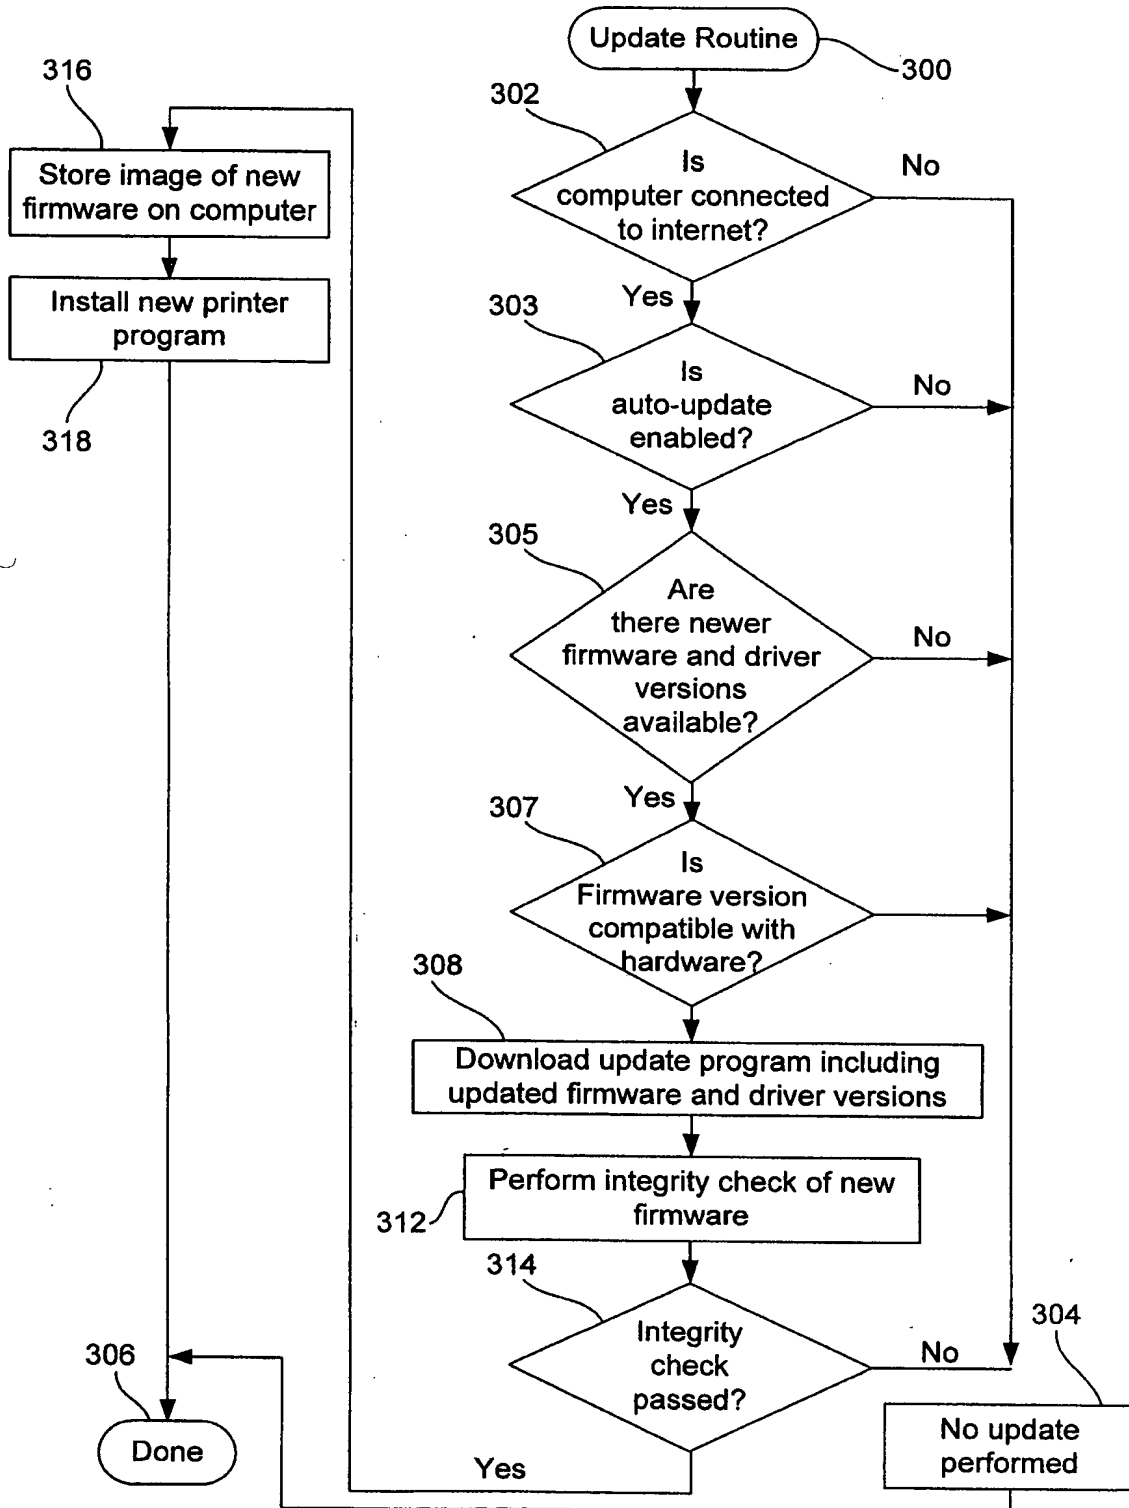 Update Routine
300
302
Is
computer connected
to internet?
No
Yes
303
Is
auto-update
enabled?
No
Yes
305
Are
there newer
firmware and driver
versions
available?
No
Yes
307
Is
Firmware version
compatible with
hardware?
308
Download update program including
updated firmware and driver versions
Perform integrity check of new
firmware
312
314
Integrity
check
passed?
No
Yes
304
No update
performed
316
Store image of new
firmware on computer
Install new printer
program
318
306
Done